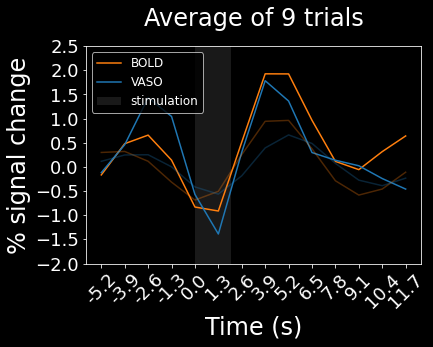 Average of 9 trials
BOLD
VASO
stimulation
2.5
2.0
1.5
1.0
0.5
0.0
−0.5
−1.0
−1.5
−2.0
% signal change
-5.2 -3.9 -2.6 -1.3 0.0 1.3 2.6 3.9 5.2 6.5 7.8 9.1 10.4 11.7
Time (s)